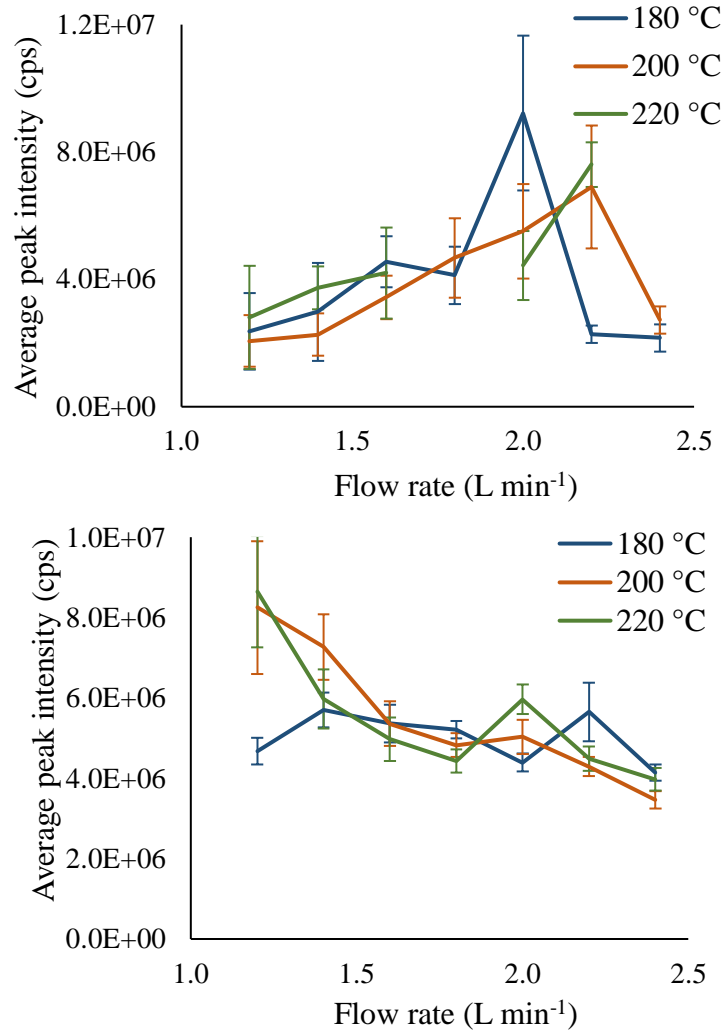 Average peak intensity (cps)
1.2E+07
8.0E+06
4.0E+06
0.0E+00
180 °C
200 °C
220 °C
1.0 1.5 2.0 2.5
Flow rate (L min⁻¹)
Average peak intensity (cps)
1.0E+07
8.0E+06
6.0E+06
4.0E+06
2.0E+06
0.0E+00
180 °C
200 °C
220 °C
1.0 1.5 2.0 2.5
Flow rate (L min⁻¹)